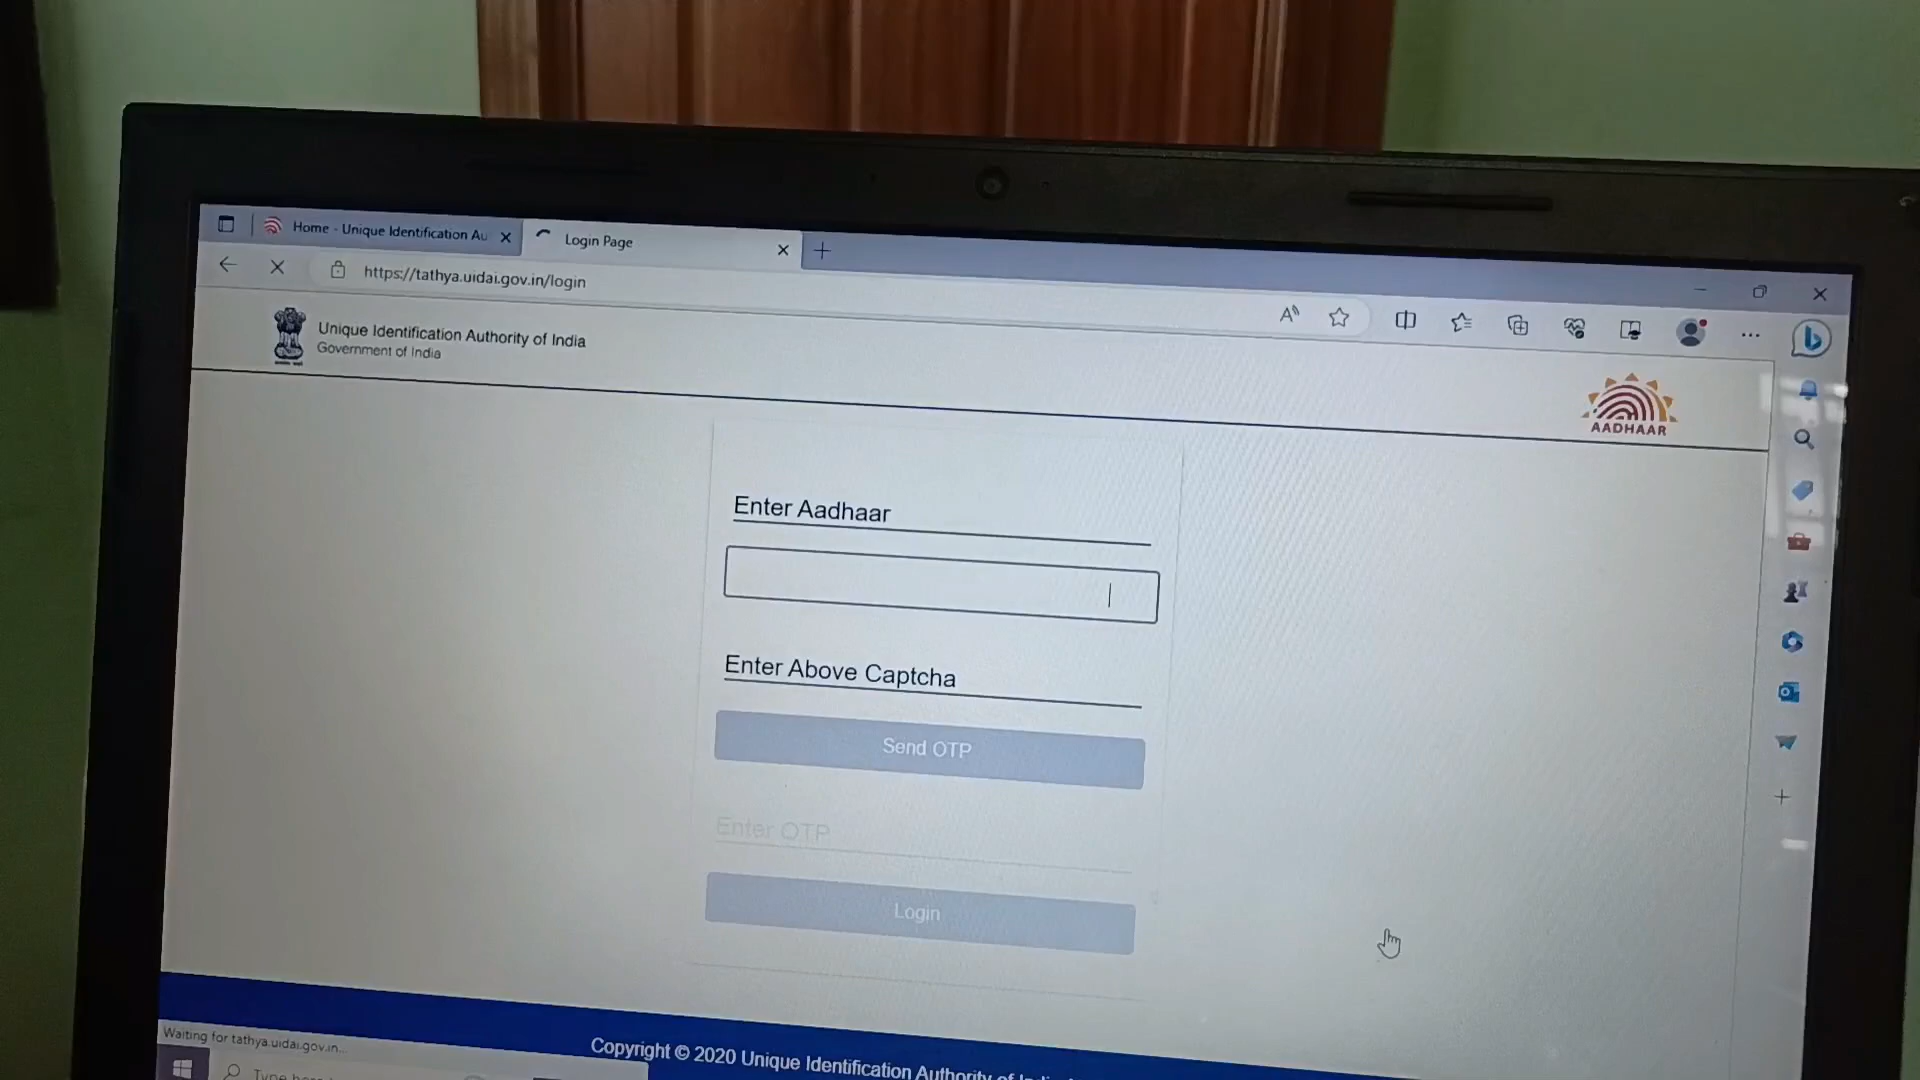 Home - Unique Identification Au
Login Page
https://tathya.uidai.gov.in/login
Unique Identification Authority of India
Government of India
AADHAAR
Enter Aadhaar
Enter Above Captcha
Send OTP
Enter OTP
Login
Waiting for tathya.uidai.gov.in...
Copyright © 2020 Unique Identification Authority of
Type